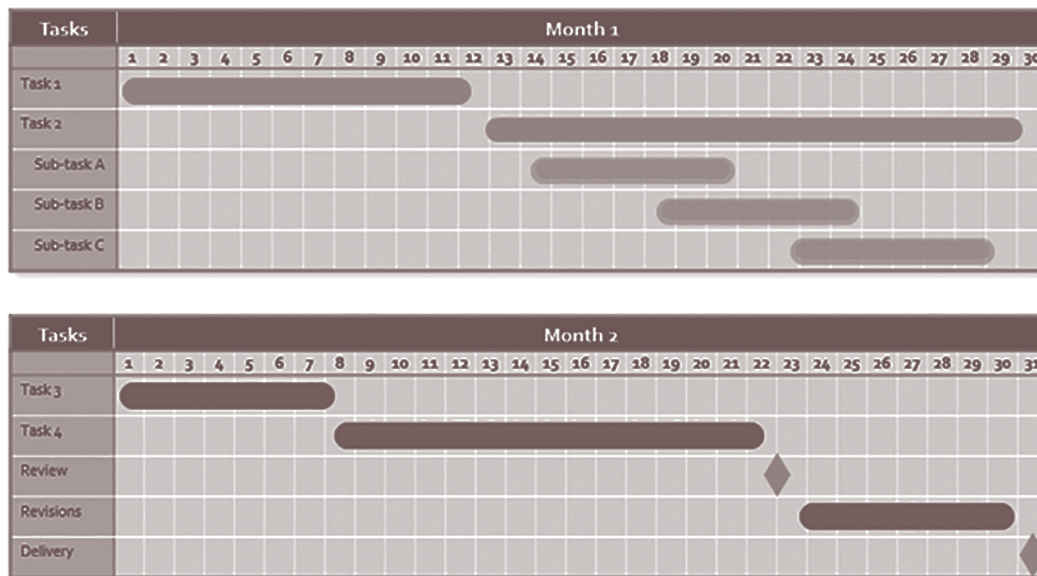 Tasks Month 1
1 2 3 4 5 6 7 8 9 10 11 12 13 14 15 16 17 18 19 20 21 22 23 24 25 26 27 28 29 30
Task 1
Task 2
Sub-task A
Sub-task B
Sub-task C
Tasks Month 2
1 2 3 4 5 6 7 8 9 10 11 12 13 14 15 16 17 18 19 20 21 22 23 24 25 26 27 28 29 30 31
Task 3
Task 4
Review
Revisions
Delivery